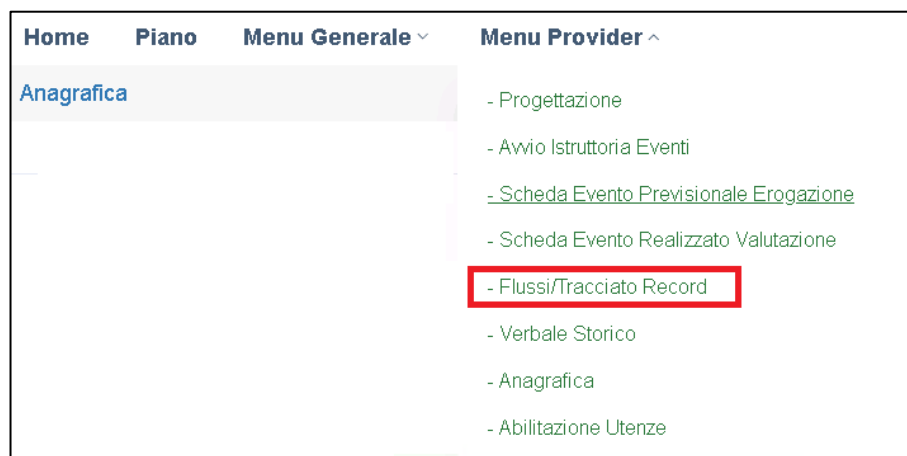 Home Piano Menu Generale Menu Provider
Anagrafica
- Progettazione
- Avvio Istruttoria Eventi
- Scheda Evento Previsionale Erogazione
- Scheda Evento Realizzato Valutazione
- Flussi/Tracciato Record
- Verbale Storico
- Anagrafica
- Abilitazione Utenze